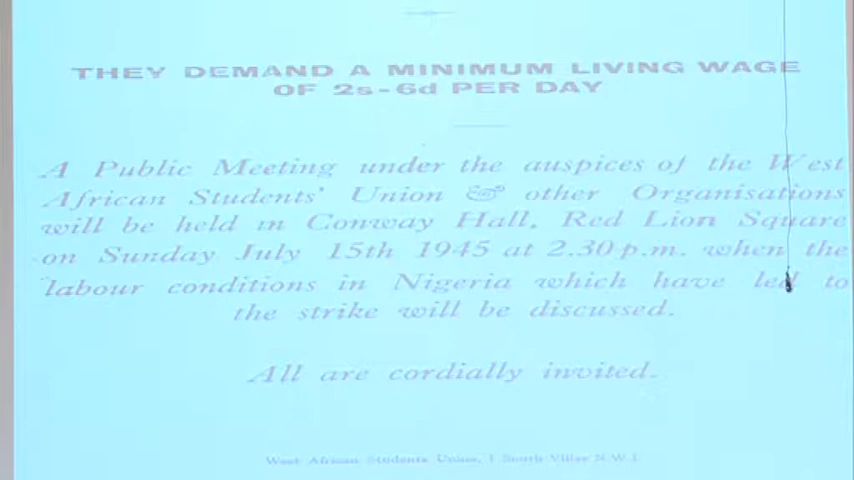 THEY DEMAND A MINIMUM LIVING WAGE
OF 2s-6d PER DAY
A Public Meeting under the auspices of the West
African Students' Union & other Organisations
will be held in Conway Hall, Red Lion Square
on Sunday July 15th 1945 at 2.30 p.m. when the
labour conditions in Nigeria which have led to
the strike will be discussed.
All are cordially invited.
West African Students Union, 1 South Villas N.W.1.